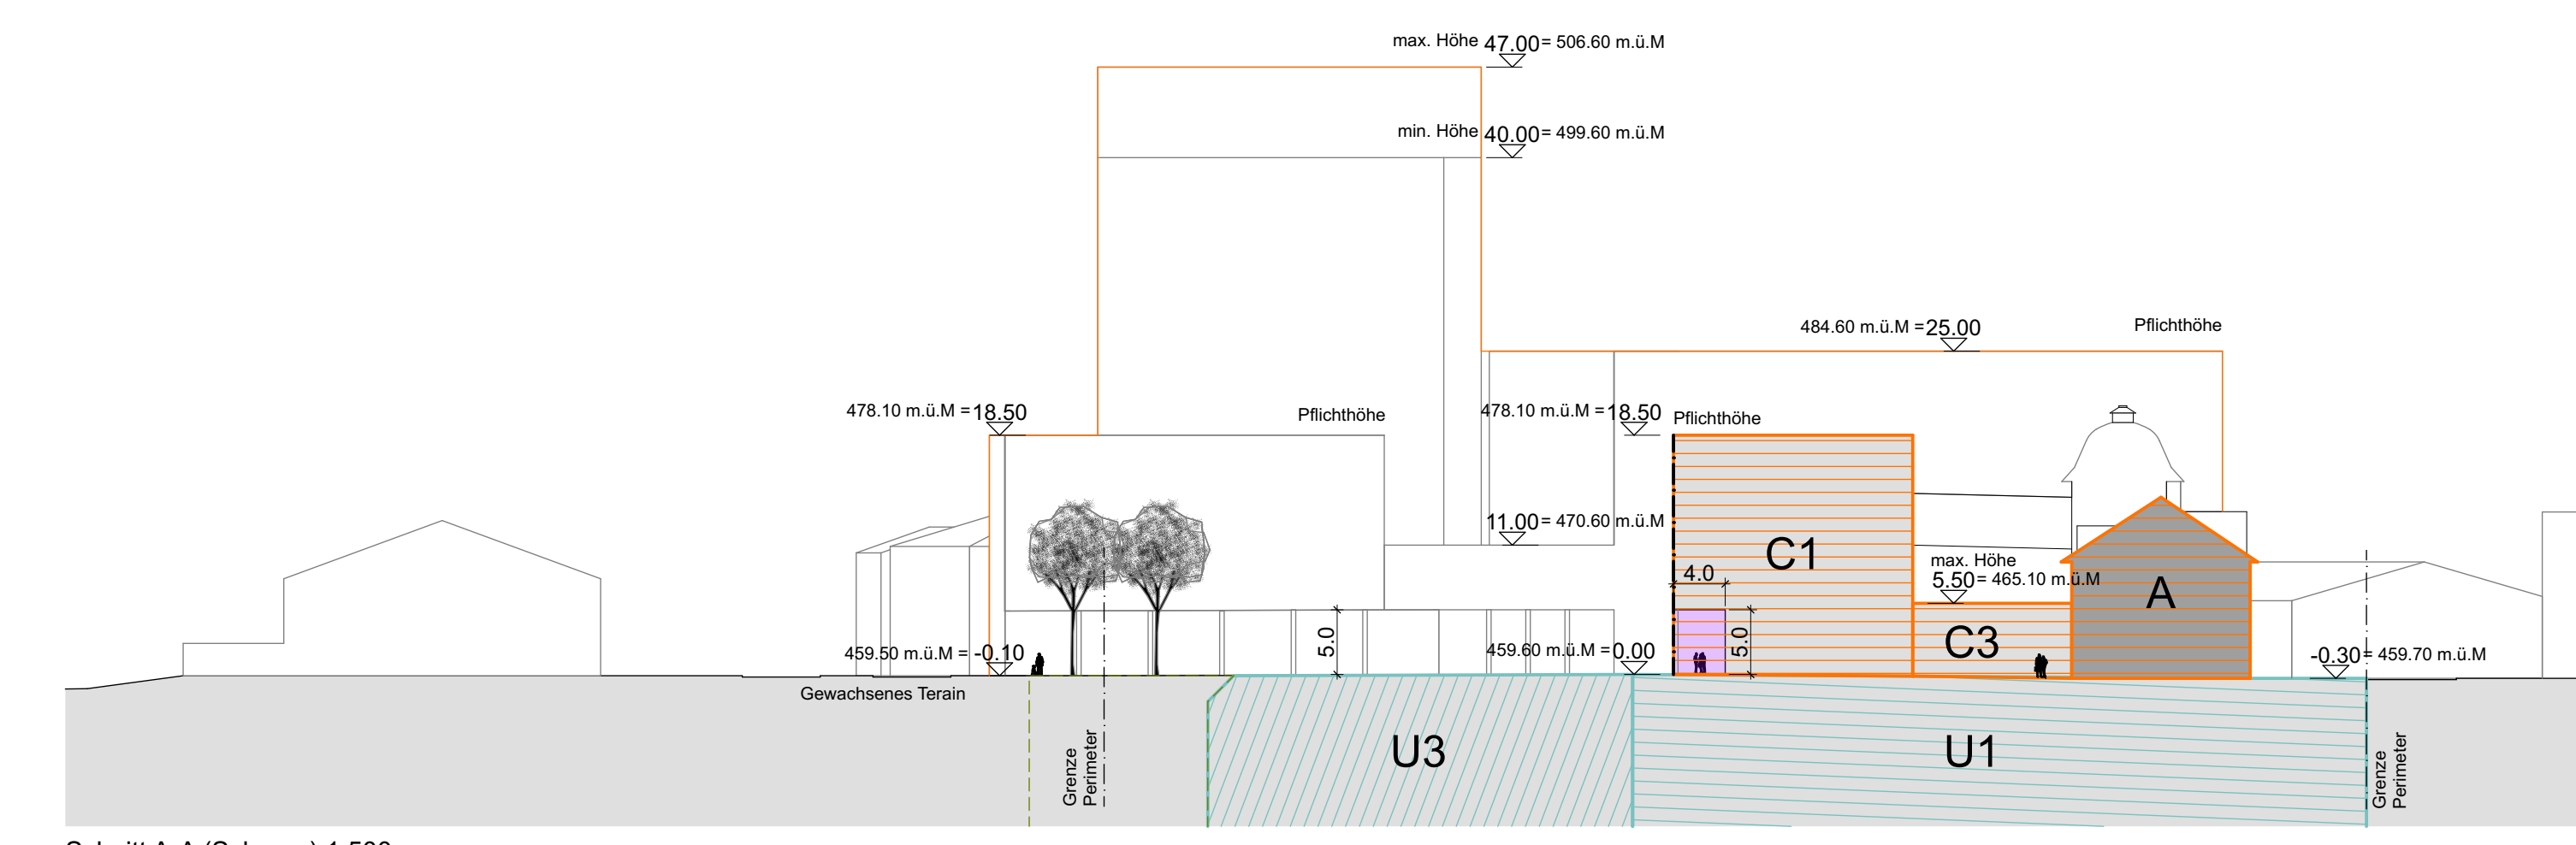 max. Höhe 47.00 = 506.60 m.ü.M
min. Höhe 40.00 = 499.60 m.ü.M
484.60 m.ü.M = 25.00
Pflichthöhe
478.10 m.ü.M = 18.50
Pflichthöhe
478.10 m.ü.M = 18.50
Pflichthöhe
11.00 = 470.60 m.ü.M
C1
max. Höhe
5.50 = 465.10 m.ü.M
4.0
A
5.0
5.0
C3
459.50 m.ü.M = -0.10
459.60 m.ü.M = 0.00
-0.30 = 459.70 m.ü.M
Gewachsenes Terain
Grenze
Perimeter
U3
U1
Grenze
Perimeter